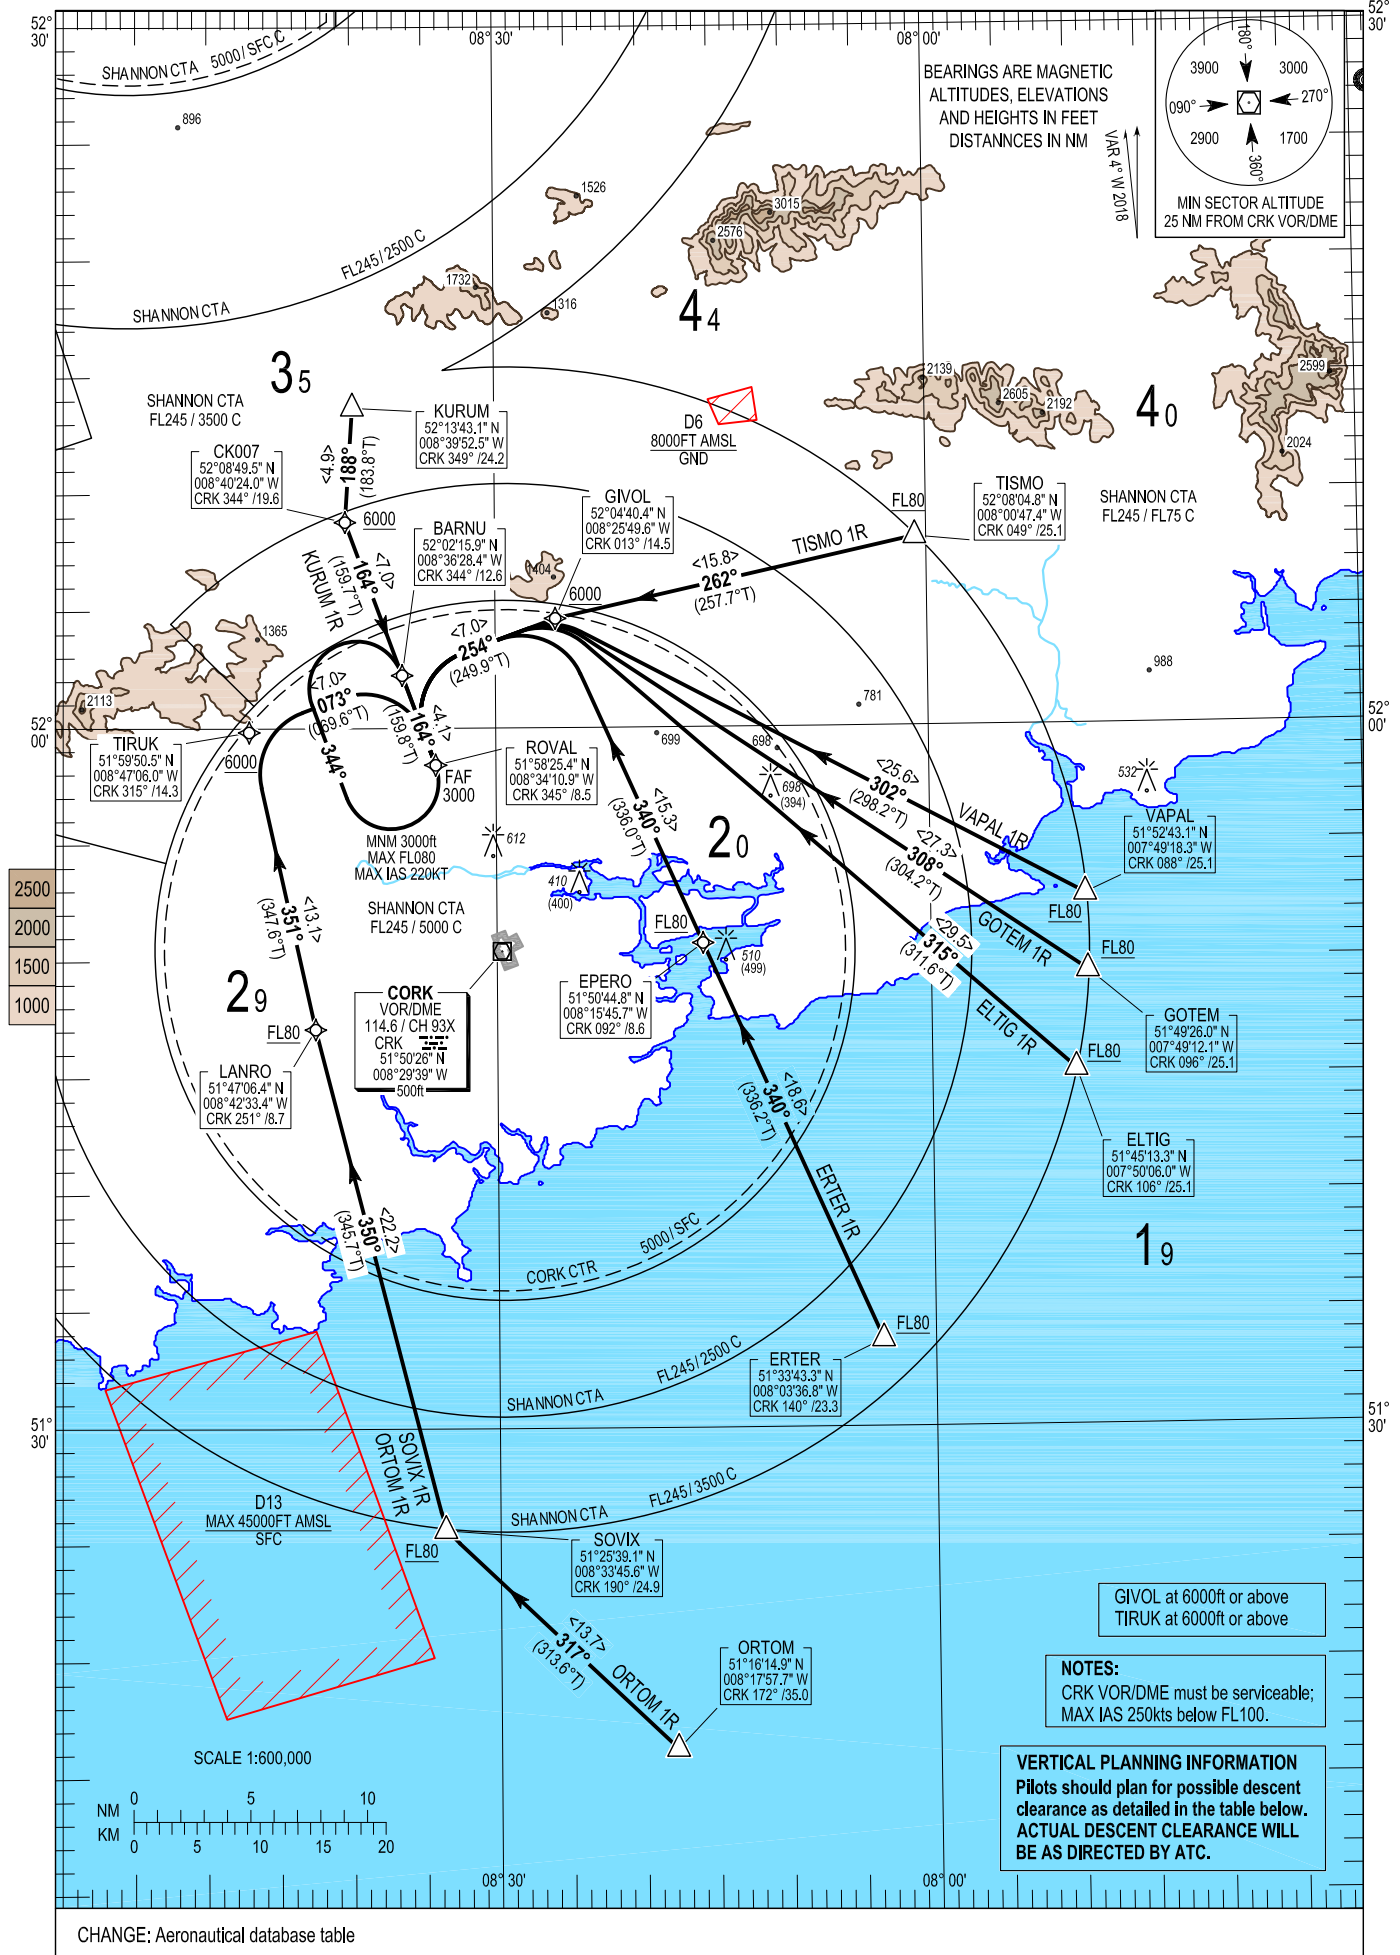 52°
30'
08°30'
08°00'
52°
30'
SHANNON CTA 5000 / SFC C
896
BEARINGS ARE MAGNETIC
ALTITUDES, ELEVATIONS
AND HEIGHTS IN FEET
DISTANNCES IN NM
VAR 4° W 2018
180°
3900
3000
090°
270°
2900
1700
360°
MIN SECTOR ALTITUDE
25 NM FROM CRK VOR/DME
1526
3015
2576
FL245 / 2500 C
SHANNON CTA
1732
1316
4 4
3 5
2139
2605
2192
2599
2024
4 0
SHANNON CTA
FL245 / 3500 C
D6
8000FT AMSL
GND
KURUM
52°13'43.1" N
008°39'52.5" W
CRK 349° /24.2
<4.9>
188°
(183.8°T)
CK007
52°08'49.5" N
008°40'24.0" W
CRK 344° /19.6
6000
GIVOL
52°04'40.4" N
008°25'49.6" W
CRK 013° /14.5
6000
TISMO
52°08'04.8" N
008°00'47.4" W
CRK 049° /25.1
FL80
SHANNON CTA
FL245 / FL75 C
BARNU
52°02'15.9" N
008°36'28.4" W
CRK 344° /12.6
<7.0>
164°
(159.7°T)
KURUM 1R
1404
TISMO 1R
<15.8>
262°
(257.7°T)
1365
2113
<7.0>
254°
(249.9°T)
<7.0>
073°
(069.6°T)
344°
<4.1>
164°
(159.8°T)
988
781
699
698
52°
00'
52°
00'
TIRUK
51°59'50.5" N
008°47'06.0" W
CRK 315° /14.3
6000
ROVAL
51°58'25.4" N
008°34'10.9" W
CRK 345° /8.5
FAF
3000
698
(394)
532
<25.6>
302°
(298.2°T)
VAPAL 1R
VAPAL
51°52'43.1" N
007°49'18.3" W
CRK 088° /25.1
FL80
<15.3>
340°
(336.0°T)
2 0
<27.3>
308°
(304.2°T)
GOTEM 1R
MNM 3000ft
MAX FL080
MAX IAS 220KT
612
410
(400)
2500
2000
1500
1000
SHANNON CTA
FL245 / 5000 C
<13.1>
351°
(347.6°T)
FL80
510
(499)
<29.5>
315°
(311.6°T)
ELTIG 1R
FL80
GOTEM
51°49'26.0" N
007°49'12.1" W
CRK 096° /25.1
EPERO
51°50'44.8" N
008°15'45.7" W
CRK 092° /8.6
2 9
CORK
VOR/DME
114.6 / CH 93X
CRK
51°50'26" N
008°29'39" W
500ft
FL80
LANRO
51°47'06.4" N
008°42'33.4" W
CRK 251° /8.7
FL80
ELTIG
51°45'13.3" N
007°50'06.0" W
CRK 106° /25.1
<18.6>
340°
(336.2°T)
ERTER 1R
1 9
<22.2>
350°
(345.7°T)
5000 / SFC
CORK CTR
FL80
ERTER
51°33'43.3" N
008°03'36.8" W
CRK 140° /23.3
FL245 / 2500 C
SHANNON CTA
51°
30'
51°
30'
SOVIX 1R
ORTOM 1R
FL245 / 3500 C
SHANNON CTA
D13
MAX 45000FT AMSL
SFC
FL80
SOVIX
51°25'39.1" N
008°33'45.6" W
CRK 190° /24.9
<13.7>
317°
(313.6°T)
ORTOM 1R
ORTOM
51°16'14.9" N
008°17'57.7" W
CRK 172° /35.0
GIVOL at 6000ft or above
TIRUK at 6000ft or above
NOTES:
CRK VOR/DME must be serviceable;
MAX IAS 250kts below FL100.
VERTICAL PLANNING INFORMATION
Pilots should plan for possible descent
clearance as detailed in the table below.
ACTUAL DESCENT CLEARANCE WILL
BE AS DIRECTED BY ATC.
SCALE 1:600,000
NM 0 5 10
KM 0 5 10 15 20
08°30'
08°00'
CHANGE: Aeronautical database table